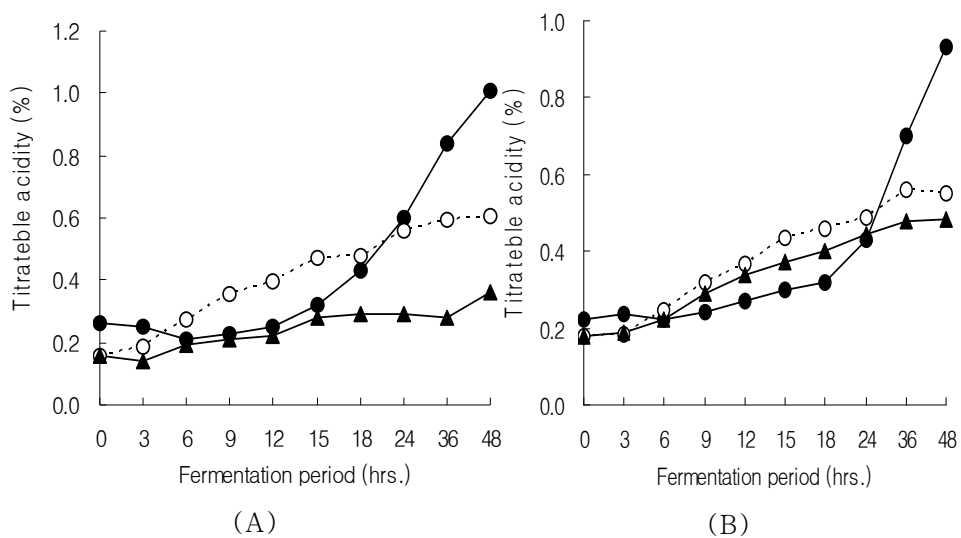 Titrateble acidity (%)
1.2
1.0
0.8
0.6
0.4
0.2
0.0
0 3 6 9 12 15 18 24 36 48
Fermentation period (hrs.)
(A)
Titrateble acidity (%)
1.0
0.8
0.6
0.4
0.2
0.0
0 3 6 9 12 15 18 24 36 48
Fermentation period (hrs.)
(B)